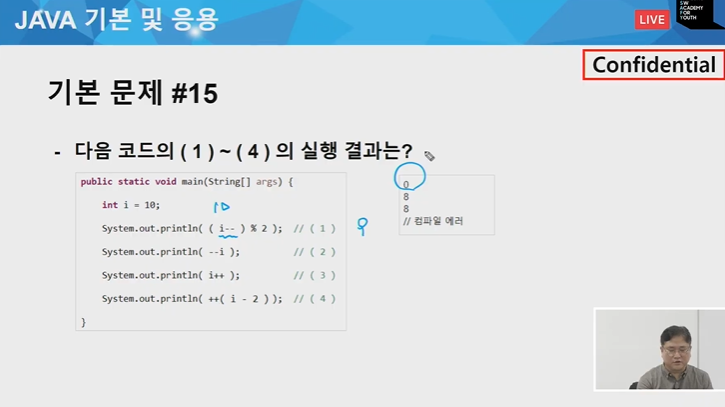 JAVA 기본 및 응용
LIVE
SW
ACADEMY
FOR
YOUTH
Confidential
기본 문제 #15
- 다음 코드의 ( 1 ) ~ ( 4 ) 의 실행 결과는?
public static void main(String[] args) {
int i = 10;
10
System.out.println( ( i-- ) % 2 ); // ( 1 )
9
System.out.println( --i ); // ( 2 )
System.out.println( i++ ); // ( 3 )
System.out.println( ++( i - 2 ) ); // ( 4 )
}
0
8
8
// 컴파일 에러